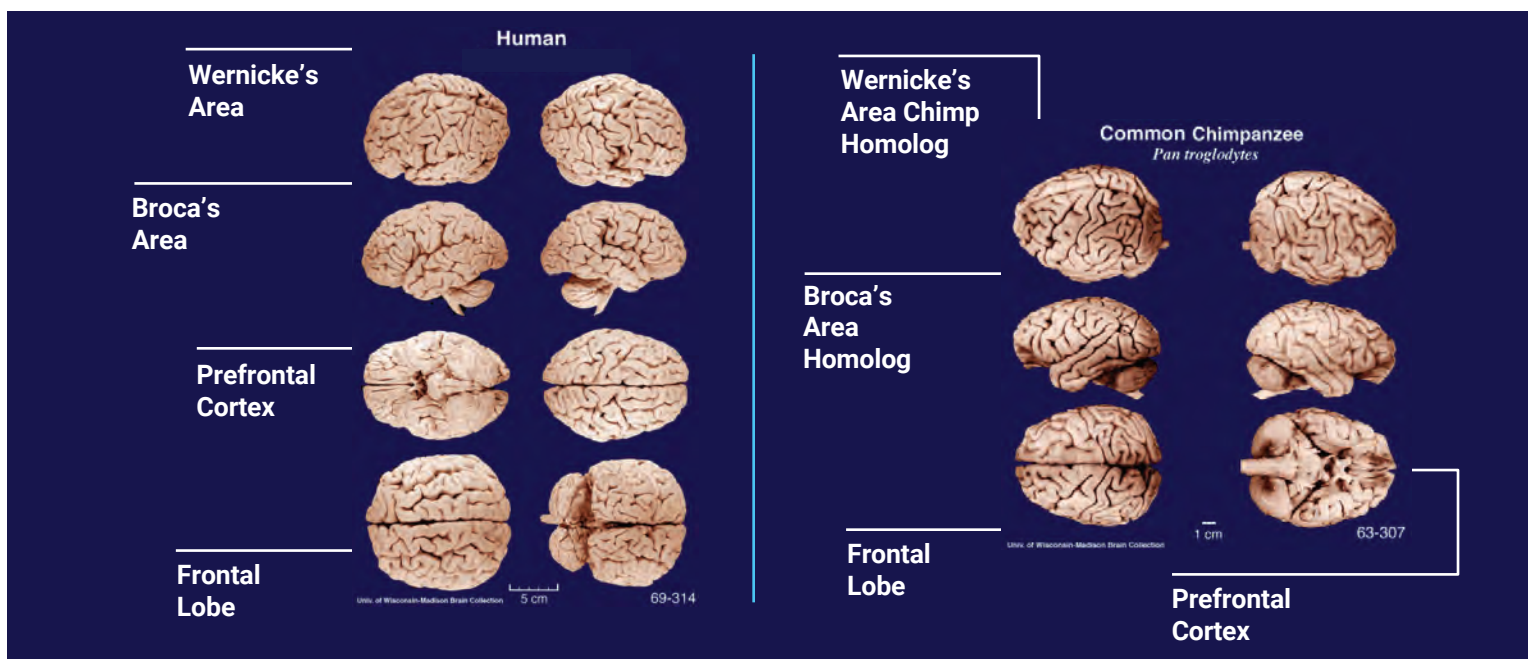 Human
Wernicke's
Area
Broca's
Area
Prefrontal
Cortex
Frontal
Lobe
Univ. of Wisconsin-Madison Brain Collection
5 cm
69-314
Wernicke's
Area Chimp
Homolog
Common Chimpanzee
Pan troglodytes
Broca's
Area
Homolog
Frontal
Lobe
Univ. of Wisconsin-Madison Brain Collection
1 cm
63-307
Prefrontal
Cortex